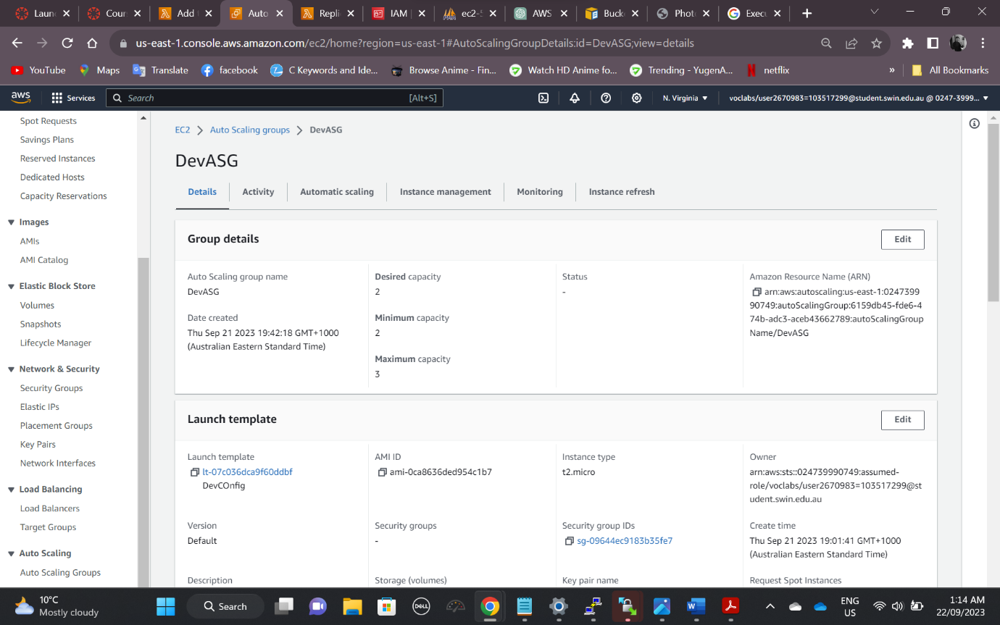 Laun
Cour
Add
Auto
Repli
IAM |
ec2-5
AWS
Buck
Phot
Execu
us-east-1.console.aws.amazon.com/ec2/home?region=us-east-1#AutoScalingGroupDetails:id=DevASG;view=details
YouTube
Maps
Translate
facebook
C Keywords and Ide...
Browse Anime - Fin...
Watch HD Anime fo...
Trending - YugenA...
netflix
»
All Bookmarks
aws
Services
Search
[Alt+S]
N. Virginia
voclabs/user2670983=103517299@student.swin.edu.au @ 0247-3999...
Spot Requests
Savings Plans
Reserved Instances
Dedicated Hosts
Capacity Reservations
Images
AMIs
AMI Catalog
Elastic Block Store
Volumes
Snapshots
Lifecycle Manager
Network & Security
Security Groups
Elastic IPs
Placement Groups
Key Pairs
Network Interfaces
Load Balancing
Load Balancers
Target Groups
Auto Scaling
Auto Scaling Groups
EC2
Auto Scaling groups
DevASG
DevASG
Details
Activity
Automatic scaling
Instance management
Monitoring
Instance refresh
Group details
Edit
Auto Scaling group name
DevASG
Date created
Thu Sep 21 2023 19:42:18 GMT+1000
(Australian Eastern Standard Time)
Desired capacity
2
Minimum capacity
2
Maximum capacity
3
Status
-
Amazon Resource Name (ARN)
arn:aws:autoscaling:us-east-1:0247399
90749:autoScalingGroup:6159db45-fde6-4
74b-adc3-aceb43662789:autoScalingGroup
Name/DevASG
Launch template
Edit
Launch template
lt-07c036dca9f60ddbf
DevCOnfig
AMI ID
ami-0ca8636ded954c1b7
Instance type
t2.micro
Owner
arn:aws:sts::024739990749:assumed-
role/voclabs/user2670983=103517299@st
udent.swin.edu.au
Version
Default
Security groups
-
Security group IDs
sg-09644ec9183b35fe7
Create time
Thu Sep 21 2023 19:01:41 GMT+1000
(Australian Eastern Standard Time)
Description
Storage (volumes)
Key pair name
Request Spot Instances
10°C
Mostly cloudy
Search
DELL
ENG
US
1:14 AM
22/09/2023